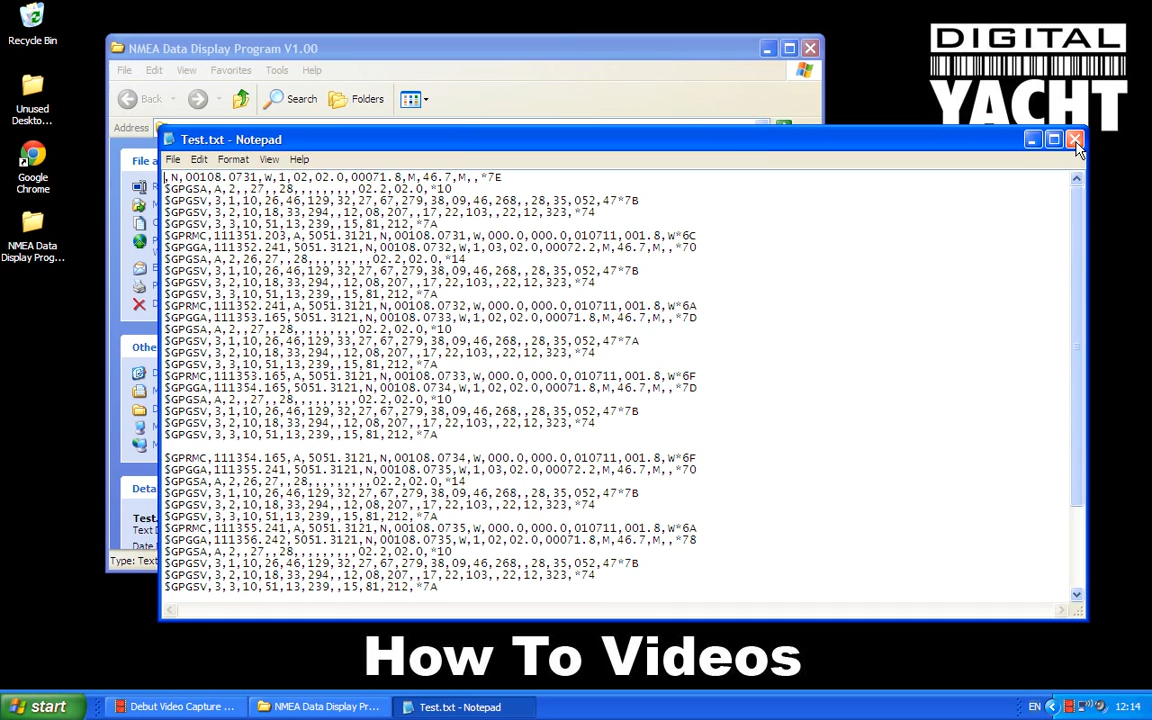 Recycle Bin
Unused
Deskto...
Google
Chrome
NMEA Data
Display Prog...
NMEA Data Display Program V1.00
File Edit View Favorites Tools Help
Back Search Folders
Address
DIGITAL
YACHT
Test.txt - Notepad
File Edit Format View Help
,N,00108.0731,W,1,02,02.0,00071.8,M,46.7,M,,*7E
$GPGSA,A,2,,27,,28,,,,,,,,,02.2,02.0,*10
$GPGSV,3,1,10,26,46,129,32,27,67,279,38,09,46,268,,28,35,052,47*7B
$GPGSV,3,2,10,18,33,294,,12,08,207,,17,22,103,,22,12,323,*74
$GPGSV,3,3,10,51,13,239,,15,81,212,*7A
$GPRMC,111351.203,A,5051.3121,N,00108.0731,W,000.0,000.0,010711,001.8,W*6C
$GPGGA,111352.241,5051.3121,N,00108.0732,W,1,03,02.0,00072.2,M,46.7,M,,*70
$GPGSA,A,2,26,27,,28,,,,,,,,,02.2,02.0,*14
$GPGSV,3,1,10,26,46,129,32,27,67,279,38,09,46,268,,28,35,052,47*7B
$GPGSV,3,2,10,18,33,294,,12,08,207,,17,22,103,,22,12,323,*74
$GPGSV,3,3,10,51,13,239,,15,81,212,*7A
$GPRMC,111352.241,A,5051.3121,N,00108.0732,W,000.0,000.0,010711,001.8,W*6A
$GPGGA,111353.165,5051.3121,N,00108.0733,W,1,02,02.0,00071.8,M,46.7,M,,*7D
$GPGSA,A,2,,27,,28,,,,,,,,,02.2,02.0,*10
$GPGSV,3,1,10,26,46,129,33,27,67,279,38,09,46,268,,28,35,052,47*7A
$GPGSV,3,2,10,18,33,294,,12,08,207,,17,22,103,,22,12,323,*74
$GPGSV,3,3,10,51,13,239,,15,81,212,*7A
$GPRMC,111353.165,A,5051.3121,N,00108.0733,W,000.0,000.0,010711,001.8,W*6F
$GPGGA,111354.165,5051.3121,N,00108.0734,W,1,02,02.0,00071.8,M,46.7,M,,*7D
$GPGSA,A,2,,27,,28,,,,,,,,,02.2,02.0,*10
$GPGSV,3,1,10,26,46,129,32,27,67,279,38,09,46,268,,28,35,052,47*7B
$GPGSV,3,2,10,18,33,294,,12,08,207,,17,22,103,,22,12,323,*74
$GPGSV,3,3,10,51,13,239,,15,81,212,*7A
$GPRMC,111354.165,A,5051.3121,N,00108.0734,W,000.0,000.0,010711,001.8,W*6F
$GPGGA,111355.241,5051.3121,N,00108.0735,W,1,03,02.0,00072.2,M,46.7,M,,*70
$GPGSA,A,2,26,27,,28,,,,,,,,,02.2,02.0,*14
$GPGSV,3,1,10,26,46,129,32,27,67,279,38,09,46,268,,28,35,052,47*7B
$GPGSV,3,2,10,18,33,294,,12,08,207,,17,22,103,,22,12,323,*74
$GPGSV,3,3,10,51,13,239,,15,81,212,*7A
$GPRMC,111355.241,A,5051.3121,N,00108.0735,W,000.0,000.0,010711,001.8,W*6A
$GPGGA,111356.242,5051.3121,N,00108.0735,W,1,02,02.0,00071.8,M,46.7,M,,*78
$GPGSA,A,2,,27,,28,,,,,,,,,02.2,02.0,*10
$GPGSV,3,1,10,26,46,129,32,27,67,279,38,09,46,268,,28,35,052,47*7B
$GPGSV,3,2,10,18,33,294,,12,08,207,,17,22,103,,22,12,323,*74
$GPGSV,3,3,10,51,13,239,,15,81,212,*7A
File a
Othe
Deta
Test.
Text D
Date
Type: Text
How To Videos
start Debut Video Capture ... NMEA Data Display Pr... Test.txt - Notepad EN 12:14